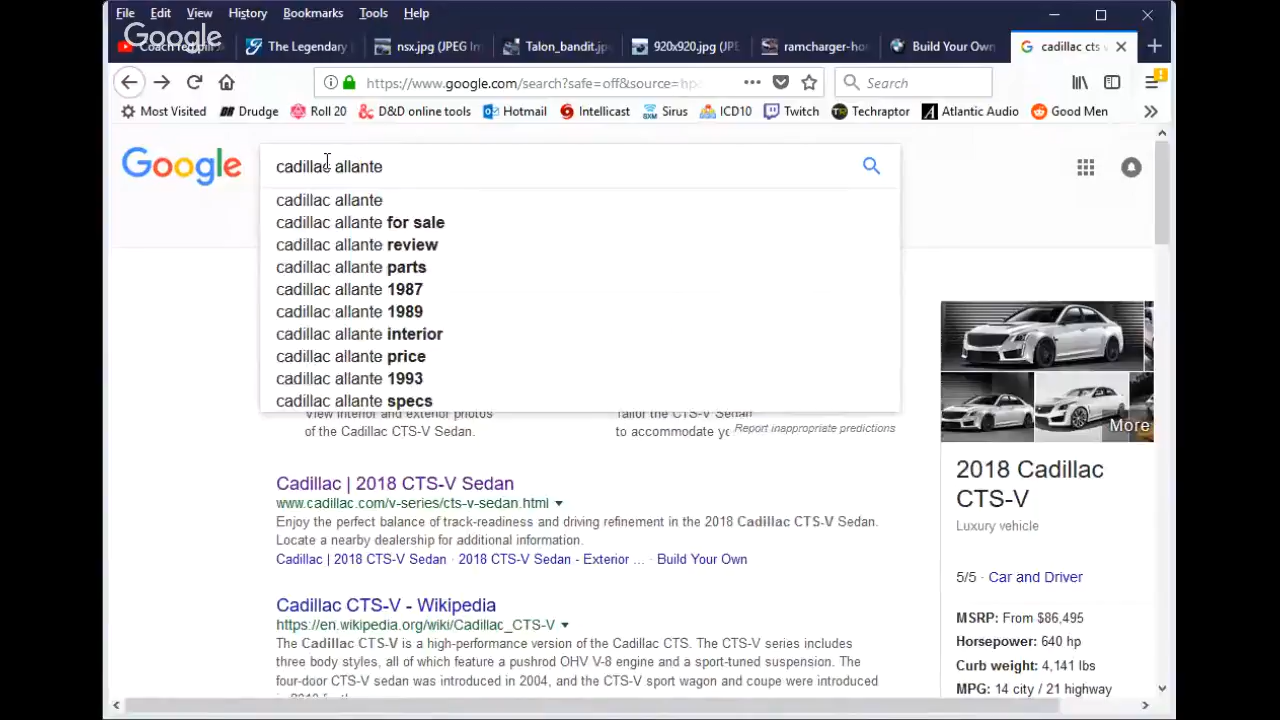 File Edit View History Bookmarks Tools Help
Google
The Legendary
nsx.jpg (JPEG Im
Talon_bandit.jp
920x920.jpg (JPE
ramcharger-ho
Build Your Own
cadillac cts
https://www.google.com/search?safe=off&source=hp
Search
Most Visited Drudge Roll 20 D&D online tools Hotmail Intellicast Sirus ICD10 Twitch Techraptor Atlantic Audio Good Men
Google
cadillac allante
cadillac allante
cadillac allante for sale
cadillac allante review
cadillac allante parts
cadillac allante 1987
cadillac allante 1989
cadillac allante interior
cadillac allante price
cadillac allante 1993
cadillac allante specs
View interior and exterior photos
of the Cadillac CTS-V Sedan.
Tailor the CTS-V Sedan
to accommodate
Report inappropriate predictions
Cadillac | 2018 CTS-V Sedan
www.cadillac.com/v-series/cts-v-sedan.html
Enjoy the perfect balance of track-readiness and driving refinement in the 2018 Cadillac CTS-V Sedan.
Locate a nearby dealership for additional information.
Cadillac | 2018 CTS-V Sedan · 2018 CTS-V Sedan - Exterior ... · Build Your Own
Cadillac CTS-V - Wikipedia
https://en.wikipedia.org/wiki/Cadillac_CTS-V
The Cadillac CTS-V is a high-performance version of the Cadillac CTS. The CTS-V series includes
three body styles, all of which feature a pushrod OHV V-8 engine and a sport-tuned suspension. The
four-door CTS-V sedan was introduced in 2004, and the CTS-V sport wagon and coupe were introduced
More
2018 Cadillac
CTS-V
Luxury vehicle
5/5 · Car and Driver
MSRP: From $86,495
Horsepower: 640 hp
Curb weight: 4,141 lbs
MPG: 14 city / 21 highway